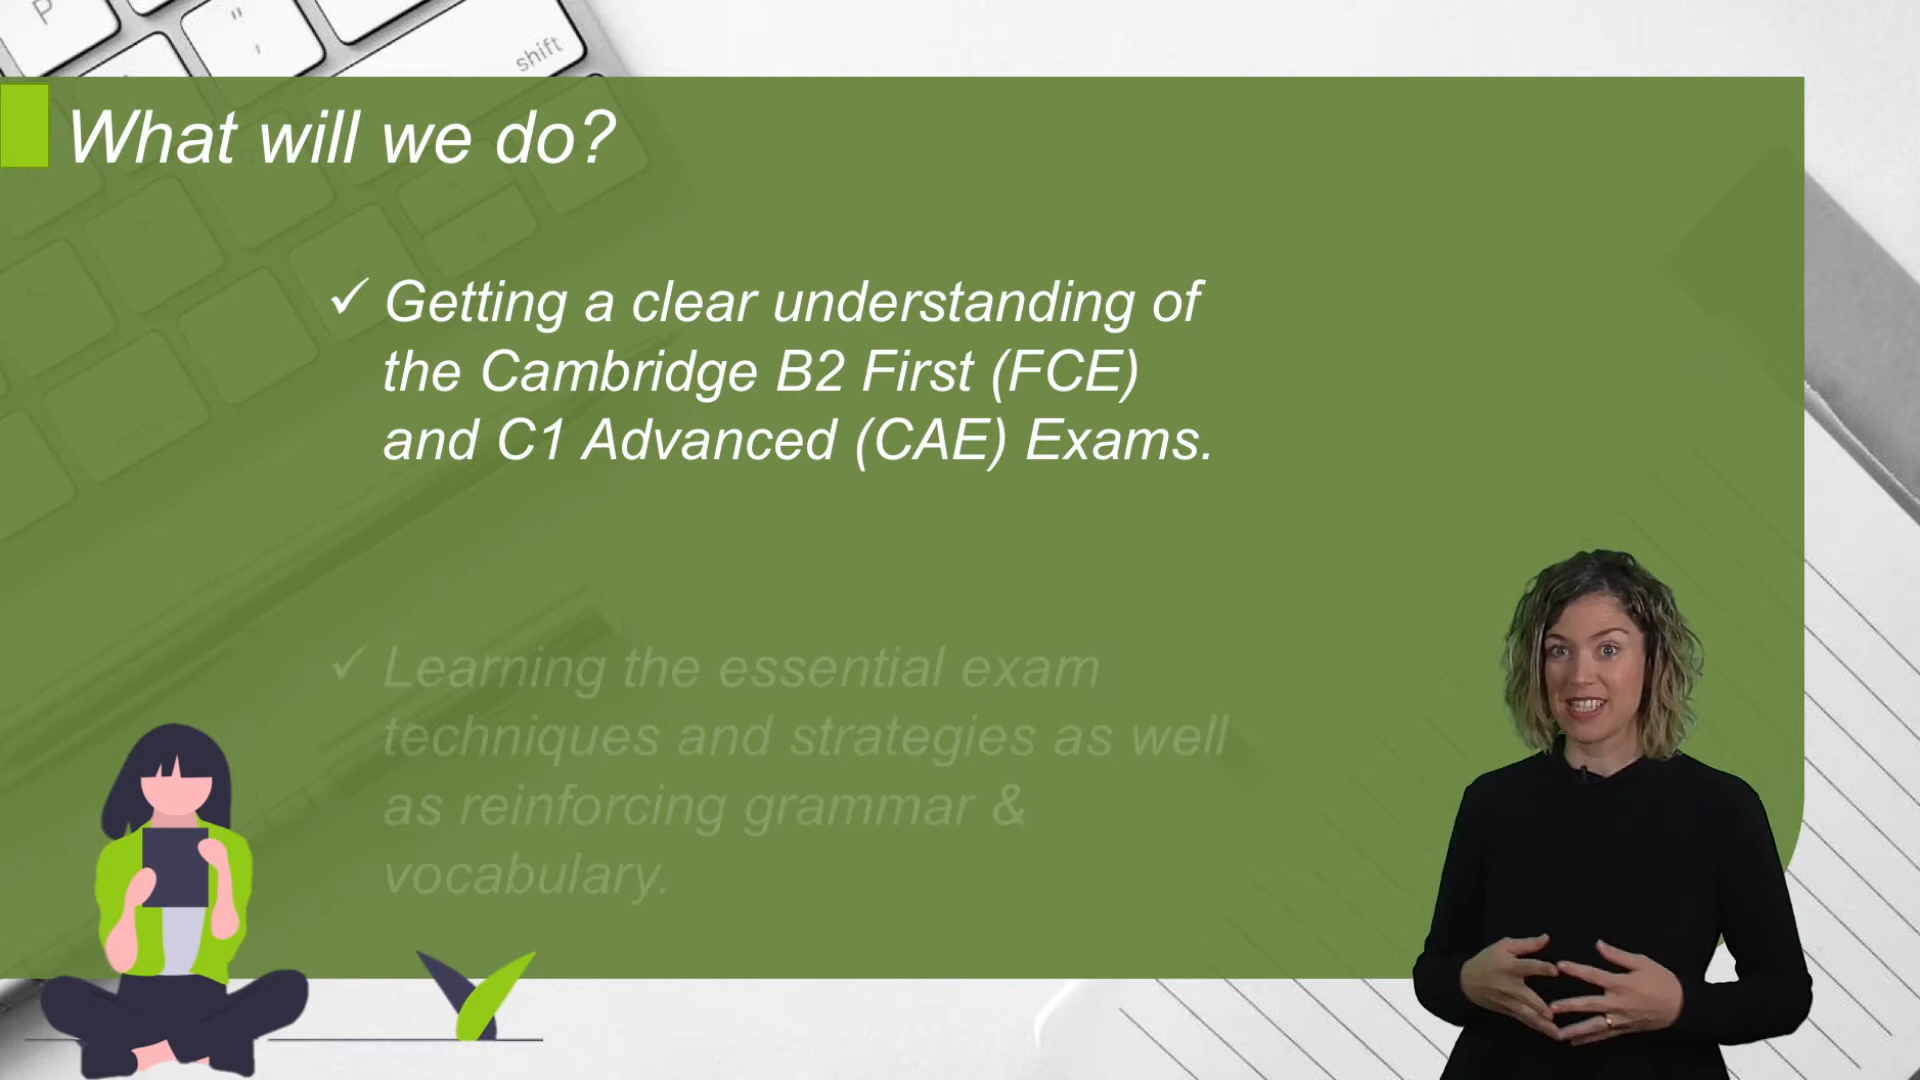 P
"
,
shift
What will we do?
✓ Getting a clear understanding of
the Cambridge B2 First (FCE)
and C1 Advanced (CAE) Exams.
✓ Learning the essential exam
techniques and strategies as well
as reinforcing grammar &
vocabulary.